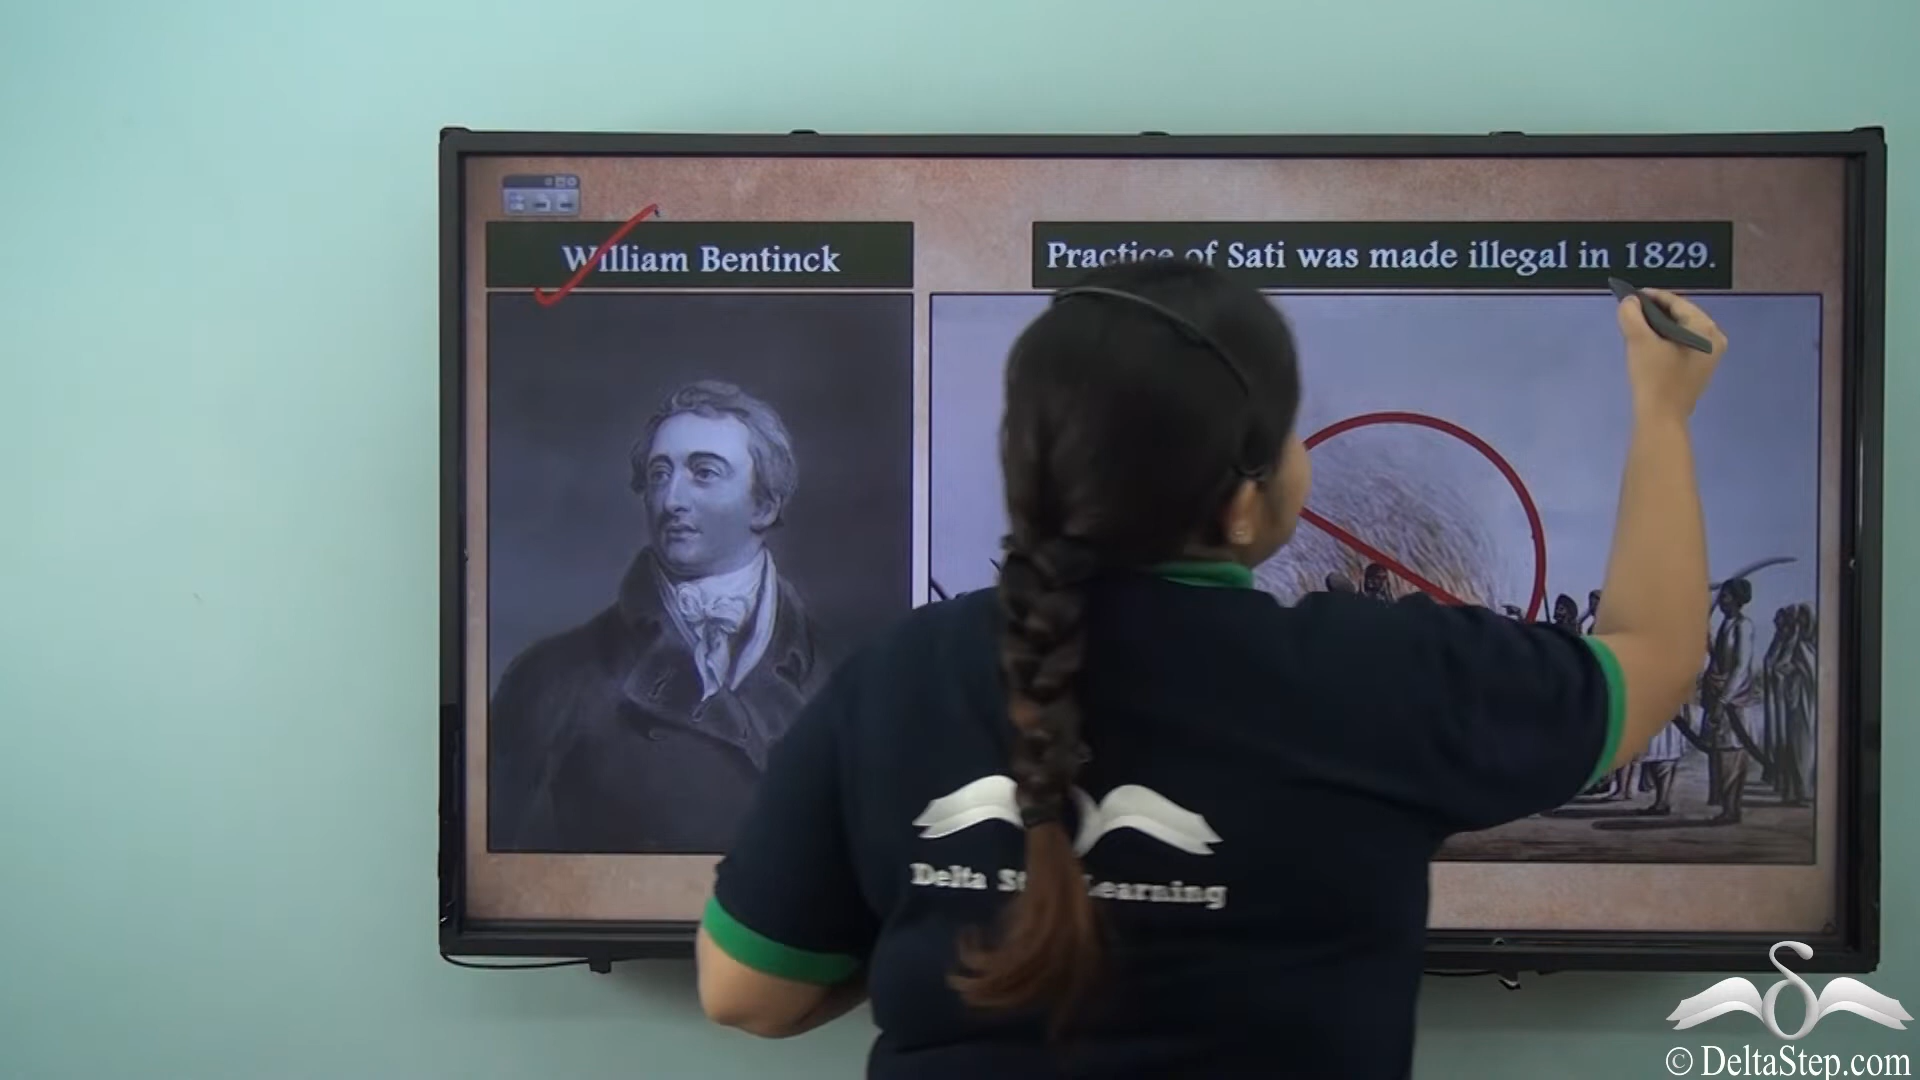 William Bentinck
Practice of Sati was made illegal in 1829.
Delta St Learning
© DeltaStep.com